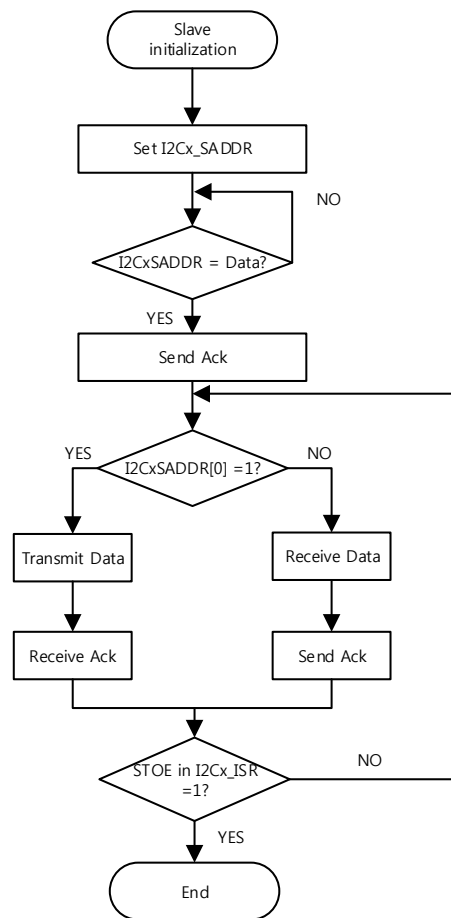 Slave
initialization
Set I2Cx_SADDR
NO
I2CxSADDR = Data?
YES
Send Ack
YES
I2CxSADDR[0] =1?
NO
Transmit Data
Receive Data
Receive Ack
Send Ack
STOE in I2Cx_ISR
=1?
NO
YES
End